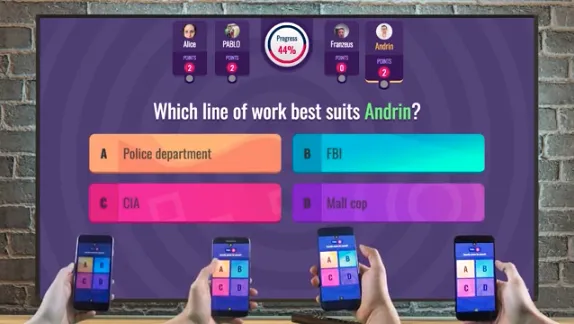 Alice
POINTS
2
PABLO
POINTS
2
Progress
44%
Franzeus
POINTS
0
Andrin
POINTS
2
Which line of work best suits Andrin?
A Police department
B FBI
C CIA
D Mall cop
A B
C D
A B
C D
A B
C D
A B
C D